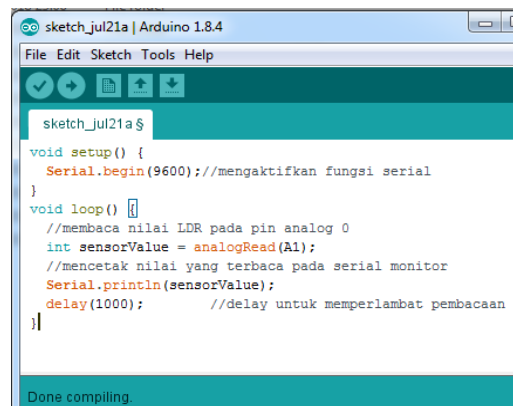 sketch_jul21a | Arduino 1.8.4
File Edit Sketch Tools Help
sketch_jul21a §
void setup() {
  Serial.begin(9600);//mengaktifkan fungsi serial
}
void loop() {
  //membaca nilai LDR pada pin analog 0
  int sensorValue = analogRead(A1);
  //mencetak nilai yang terbaca pada serial monitor
  Serial.println(sensorValue);
  delay(1000);        //delay untuk memperlambat pembacaan
}
Done compiling.